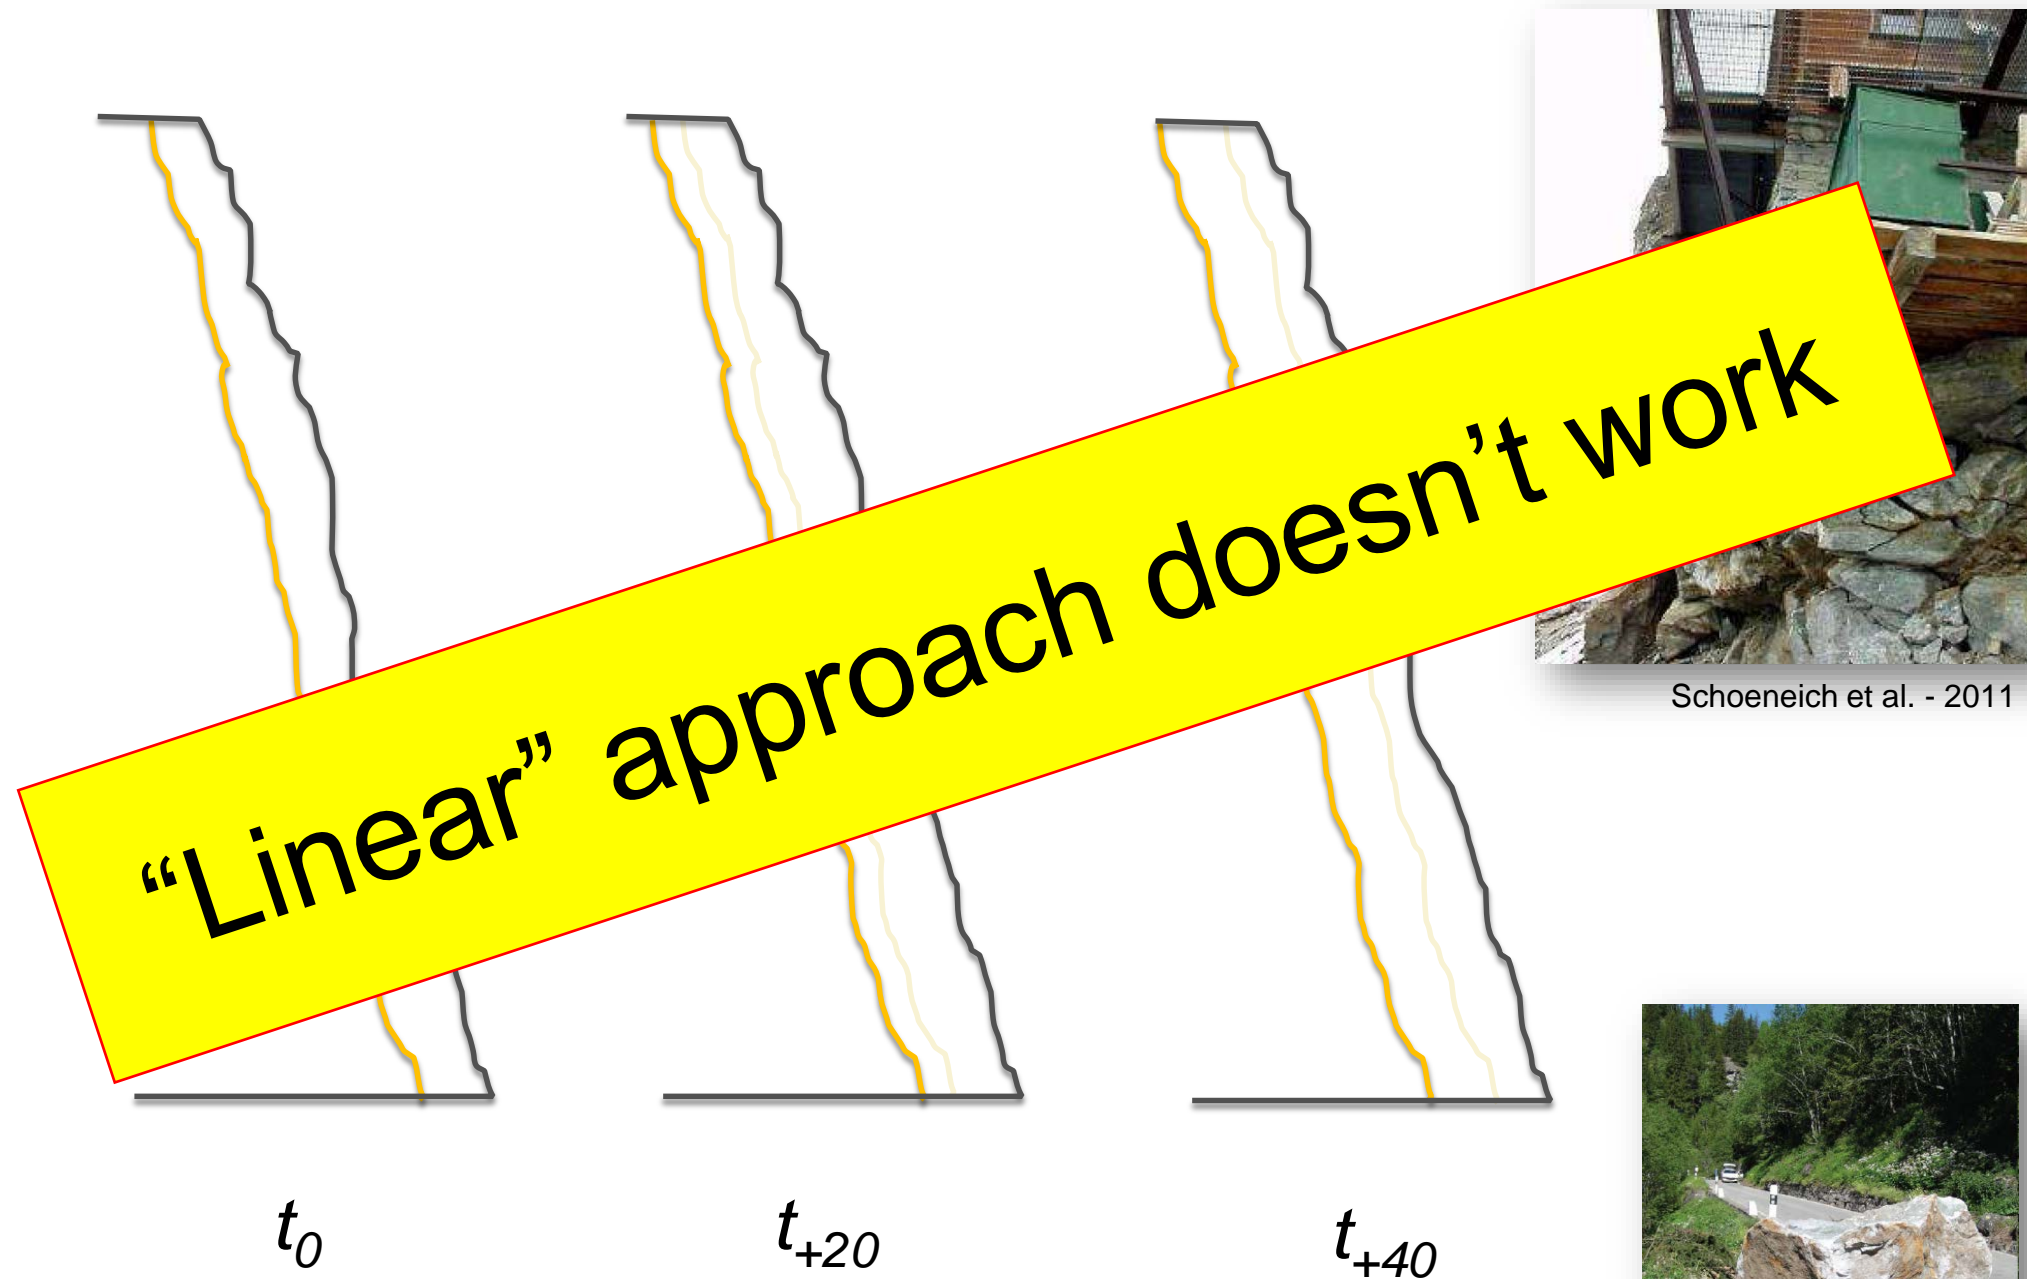 “Linear” approach doesn’t work
Schoeneich et al. - 2011
t0
t+20
t+40